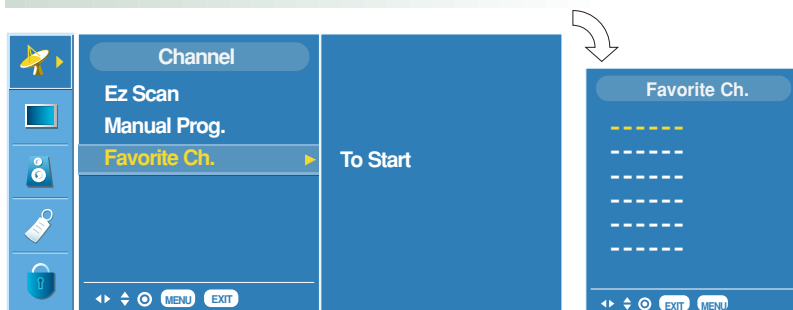 Channel
Ez Scan
Manual Prog.
Favorite Ch.
To Start
MENU EXIT
Favorite Ch.
------
------
------
------
------
------
EXIT MENU